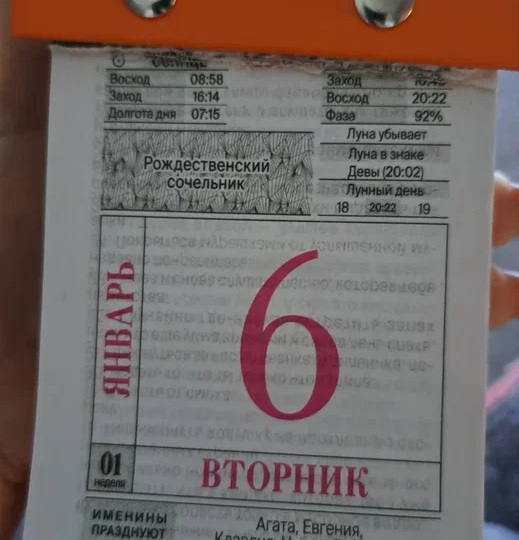 Солнце
Восход 08:58
Заход 16:14
Долгота дня 07:15
Заход
Восход 20:22
Фаза 92%
Луна убывает
Луна в знаке
Девы (20:02)
Лунный день
18 20:22 19
Рождественский
сочельник
ЯНВАРЬ
6
01
неделя
ВТОРНИК
ИМЕНИНЫ
ПРАЗДНУЮТ
Агата, Евгения,